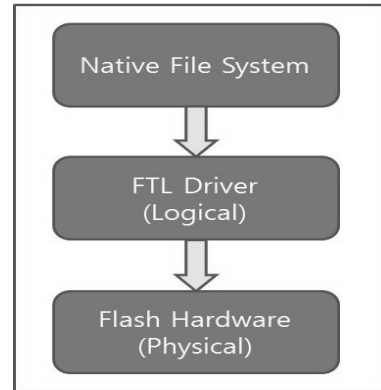 Native File System
FTL Driver
(Logical)
Flash Hardware
(Physical)